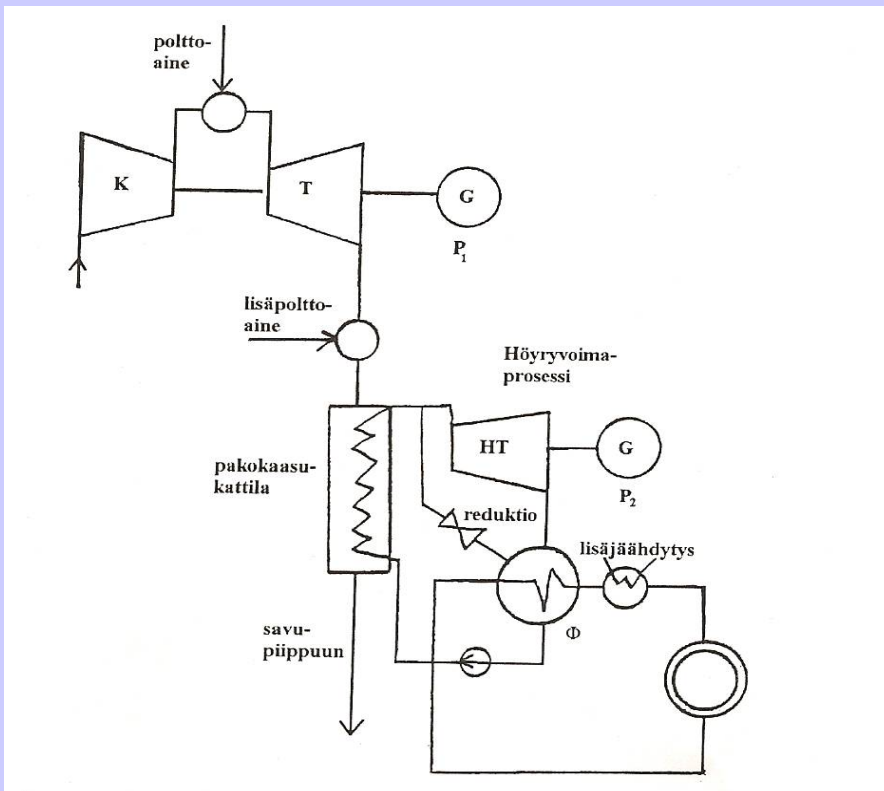 poltto-
aine
K
T
G
P1
lisäpoltto-
aine
Höyryvoima-
prosessi
HT
G
P2
pakokaasu-
kattila
reduktio
lisäjäähdytys
Φ
savu-
piippuun